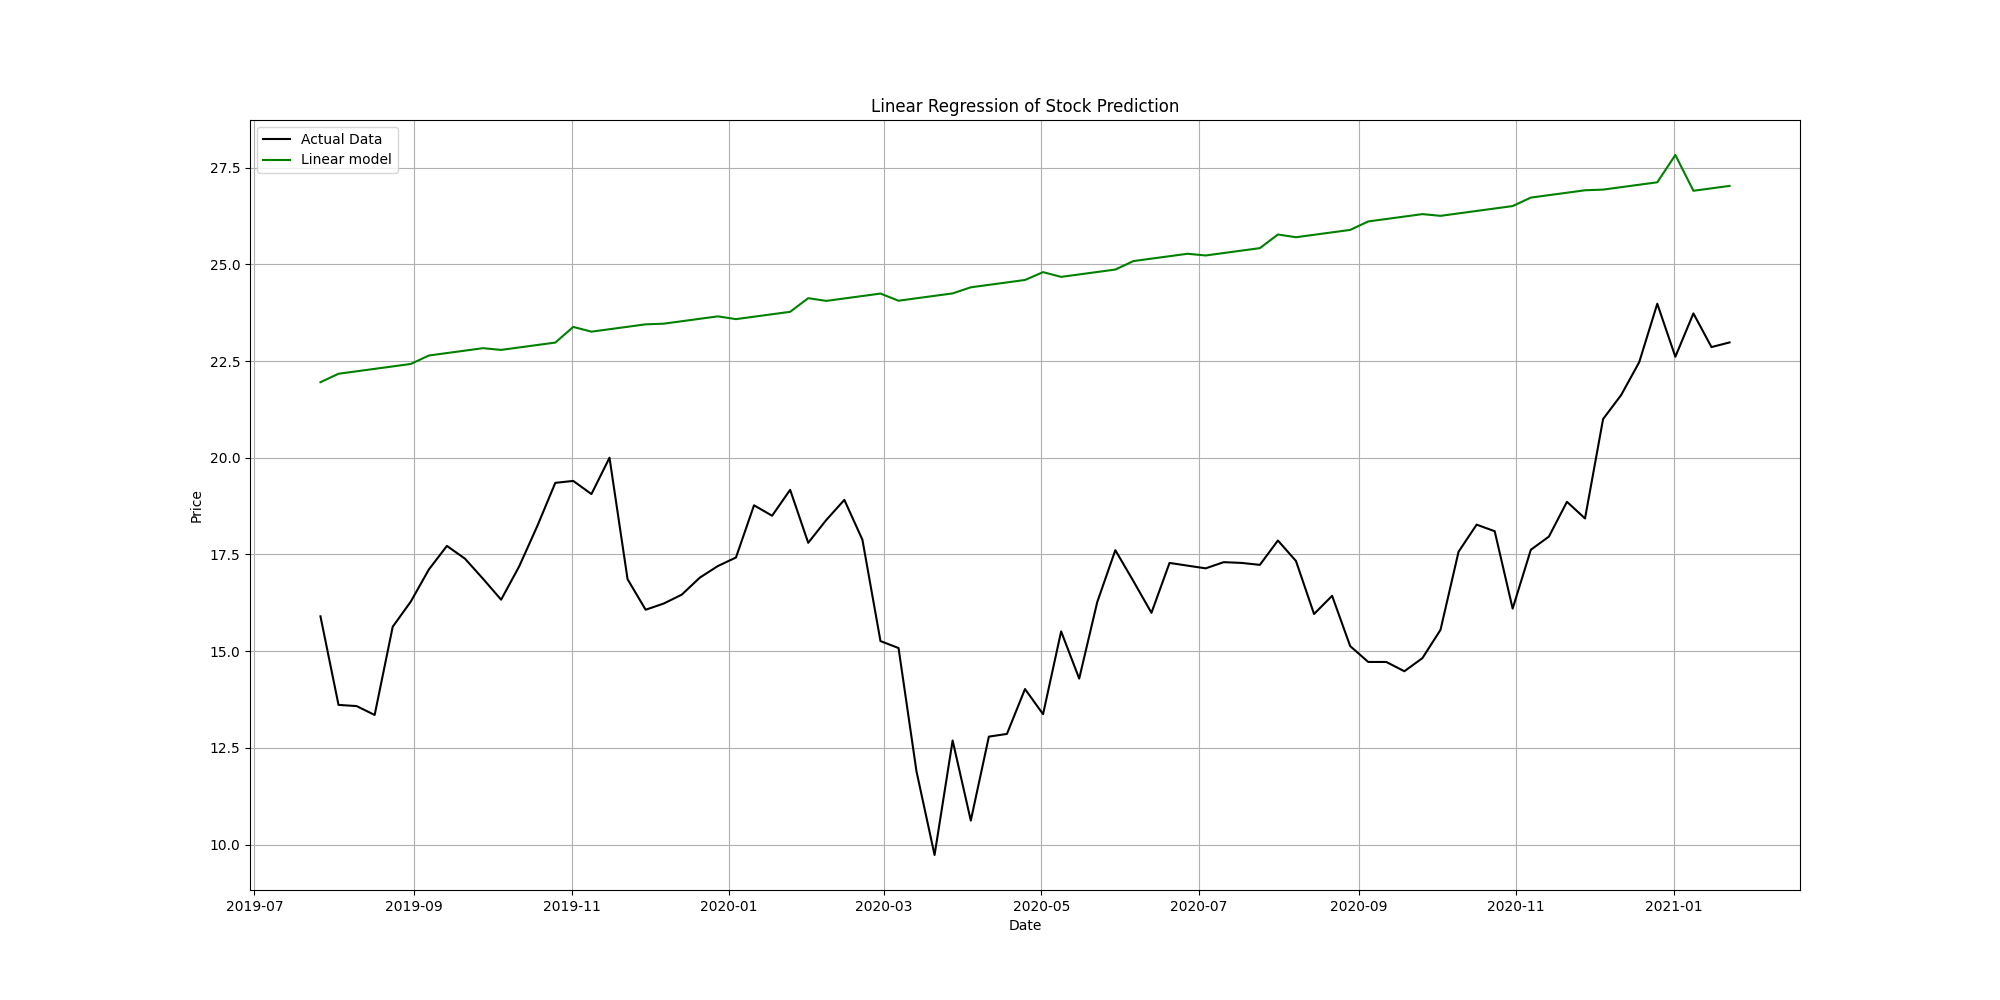 Linear Regression of Stock Prediction
Actual Data
Linear model
27.5
25.0
22.5
20.0
17.5
15.0
12.5
10.0
Price
2019-07 2019-09 2019-11 2020-01 2020-03 2020-05 2020-07 2020-09 2020-11 2021-01
Date